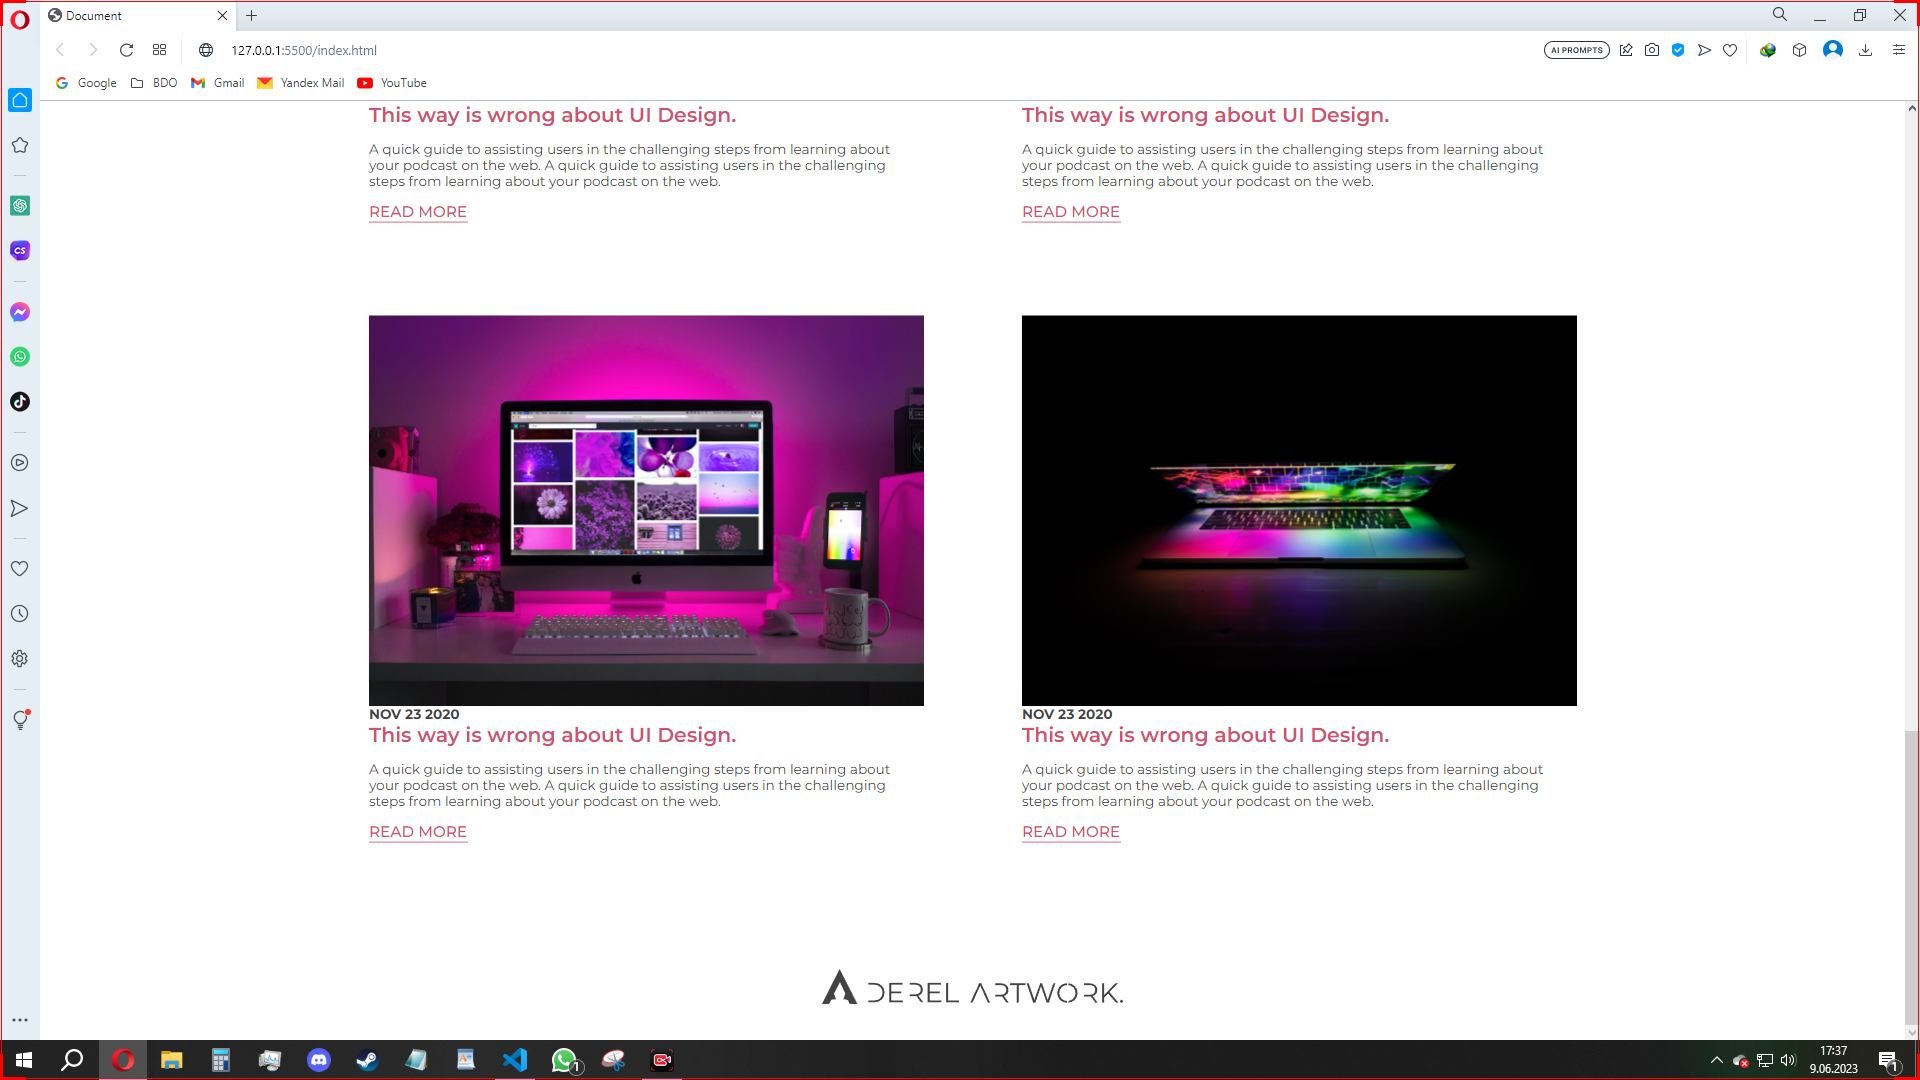 Document
127.0.0.1:5500/index.html
AI PROMPTS
Google
BDO
Gmail
Yandex Mail
YouTube
This way is wrong about UI Design.
A quick guide to assisting users in the challenging steps from learning about
your podcast on the web. A quick guide to assisting users in the challenging
steps from learning about your podcast on the web.
READ MORE
This way is wrong about UI Design.
A quick guide to assisting users in the challenging steps from learning about
your podcast on the web. A quick guide to assisting users in the challenging
steps from learning about your podcast on the web.
READ MORE
NOV 23 2020
This way is wrong about UI Design.
A quick guide to assisting users in the challenging steps from learning about
your podcast on the web. A quick guide to assisting users in the challenging
steps from learning about your podcast on the web.
READ MORE
NOV 23 2020
This way is wrong about UI Design.
A quick guide to assisting users in the challenging steps from learning about
your podcast on the web. A quick guide to assisting users in the challenging
steps from learning about your podcast on the web.
READ MORE
DEREL ARTWORK.
CS
1
17:37
9.06.2023
1